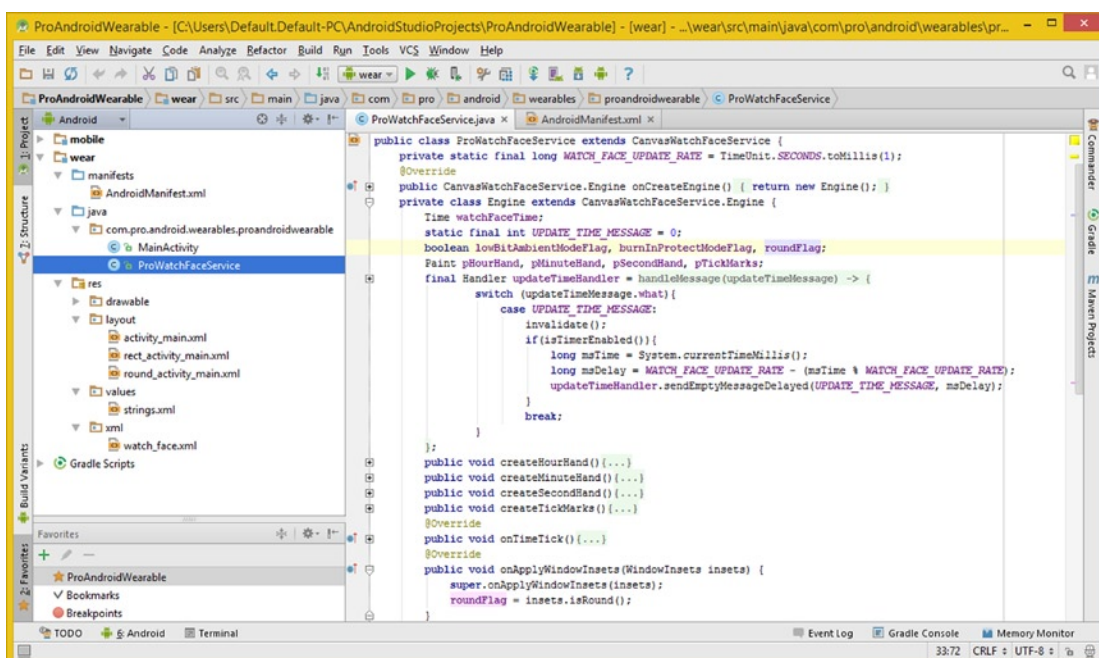 ProAndroidWearable - [C:\Users\Default.Default-PC\AndroidStudioProjects\ProAndroidWearable] - [wear] - ...\wear\src\main\java\com\pro\android\wearables\pr...
File Edit View Navigate Code Analyze Refactor Build Run Tools VCS Window Help
wear
ProAndroidWearable wear src main java com pro android wearables proandroidwearable ProWatchFaceService
Android
ProWatchFaceService.java × AndroidManifest.xml ×
1: Project
Z: Structure
Build Variants
2: Favorites
mobile
wear
manifests
AndroidManifest.xml
java
com.pro.android.wearables.proandroidwearable
MainActivity
ProWatchFaceService
res
drawable
layout
activity_main.xml
rect_activity_main.xml
round_activity_main.xml
values
strings.xml
xml
watch_face.xml
Gradle Scripts
Favorites
ProAndroidWearable
Bookmarks
Breakpoints
public class ProWatchFaceService extends CanvasWatchFaceService {
private static final long WATCH_FACE_UPDATE_RATE = TimeUnit.SECONDS.toMillis(1);
@Override
public CanvasWatchFaceService.Engine onCreateEngine() { return new Engine(); }
private class Engine extends CanvasWatchFaceService.Engine {
Time watchFaceTime;
static final int UPDATE_TIME_MESSAGE = 0;
boolean lowBitAmbientModeFlag, burnInProtectModeFlag, roundFlag;
Paint pHourHand, pMinuteHand, pSecondHand, pTickMarks;
final Handler updateTimeHandler = handleMessage(updateTimeMessage) -> {
switch (updateTimeMessage.what){
case UPDATE_TIME_MESSAGE:
invalidate();
if(isTimerEnabled()){
long msTime = System.currentTimeMillis();
long msDelay = WATCH_FACE_UPDATE_RATE - (msTime % WATCH_FACE_UPDATE_RATE);
updateTimeHandler.sendEmptyMessageDelayed(UPDATE_TIME_MESSAGE, msDelay);
}
break;
}
};
public void createHourHand(){...}
public void createMinuteHand(){...}
public void createSecondHand(){...}
public void createTickMarks(){...}
@Override
public void onTimeTick(){...}
@Override
public void onApplyWindowInsets(WindowInsets insets) {
super.onApplyWindowInsets(insets);
roundFlag = insets.isRound();
}
Commander
Gradle
Maven Projects
TODO 6: Android Terminal Event Log Gradle Console Memory Monitor
33:72 CRLF UTF-8